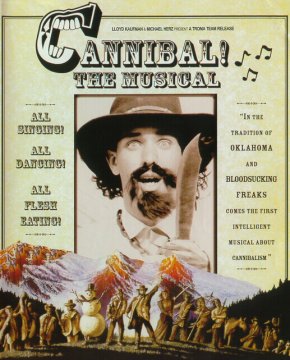 LLOYD KAUFMAN & MICHAEL HERZ PRESENT A TROMA TEAM RELEASE
CANNIBAL!
THE MUSICAL
ALL
SINGING!
ALL
DANCING!
ALL
FLESH
EATING!
"IN THE
TRADITION OF
OKLAHOMA
AND
BLOODSUCKING
FREAKS
COMES THE FIRST
INTELLIGENT
MUSICAL ABOUT
CANNIBALISM."